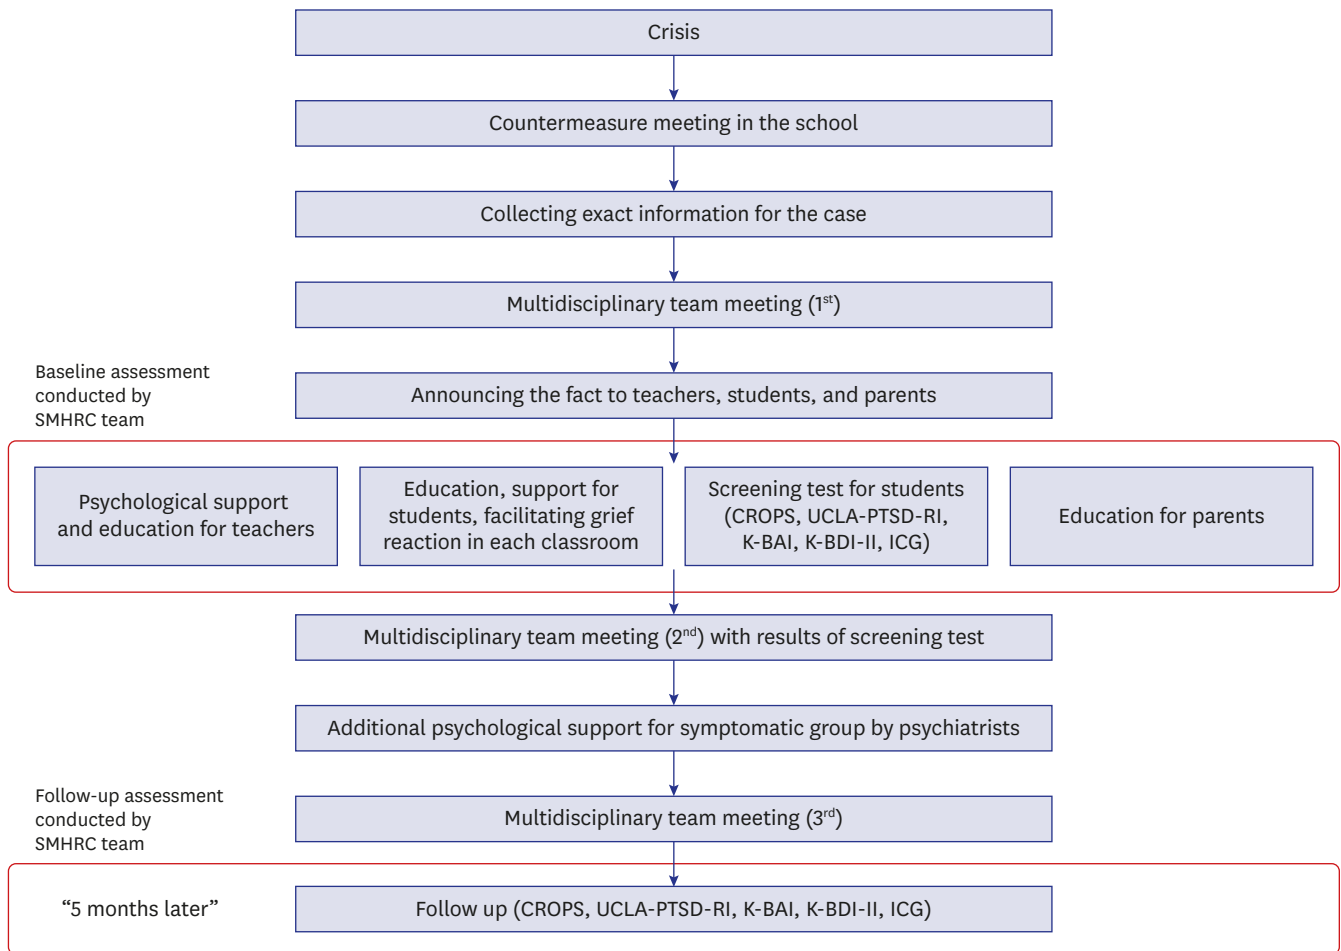 Crisis
Countermeasure meeting in the school
Collecting exact information for the case
Multidisciplinary team meeting (1st)
Baseline assessment
conducted by
SMHRC team
Announcing the fact to teachers, students, and parents
Psychological support
and education for teachers
Education, support for
students, facilitating grief
reaction in each classroom
Screening test for students
(CROPS, UCLA-PTSD-RI,
K-BAI, K-BDI-II, ICG)
Education for parents
Multidisciplinary team meeting (2nd) with results of screening test
Additional psychological support for symptomatic group by psychiatrists
Follow-up assessment
conducted by
SMHRC team
Multidisciplinary team meeting (3rd)
“5 months later”
Follow up (CROPS, UCLA-PTSD-RI, K-BAI, K-BDI-II, ICG)